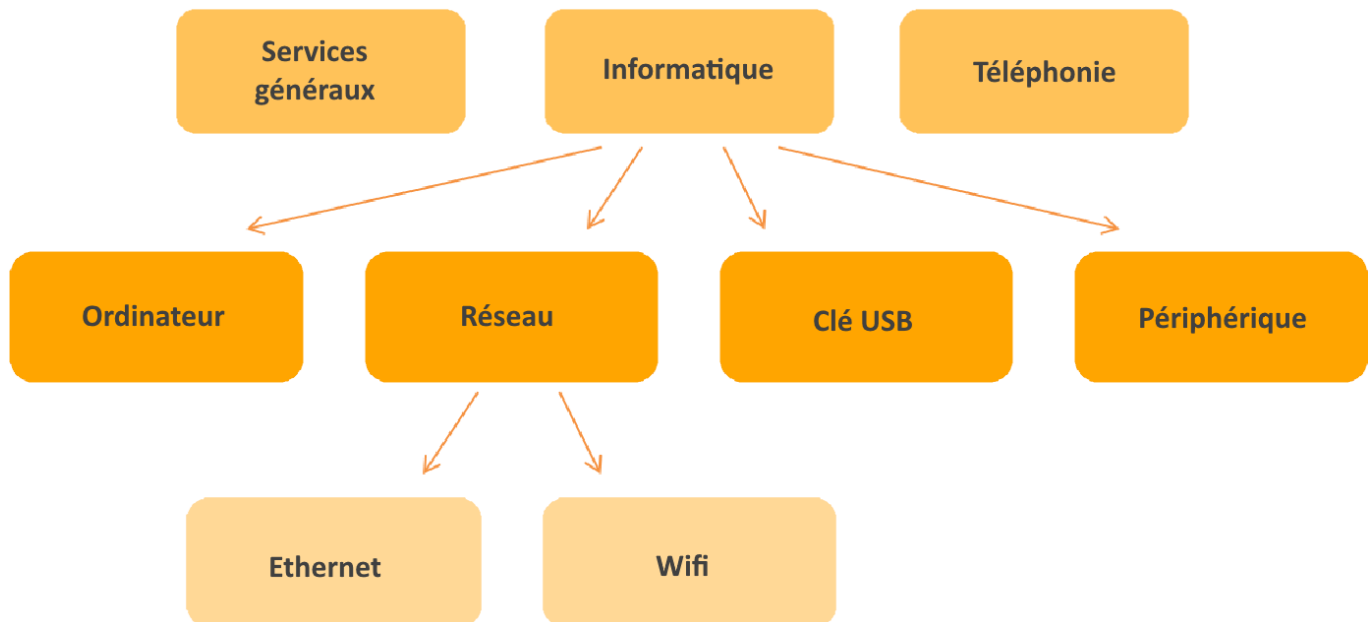 Services
généraux
Informatique
Téléphonie
Ordinateur
Réseau
Clé USB
Périphérique
Ethernet
Wifi